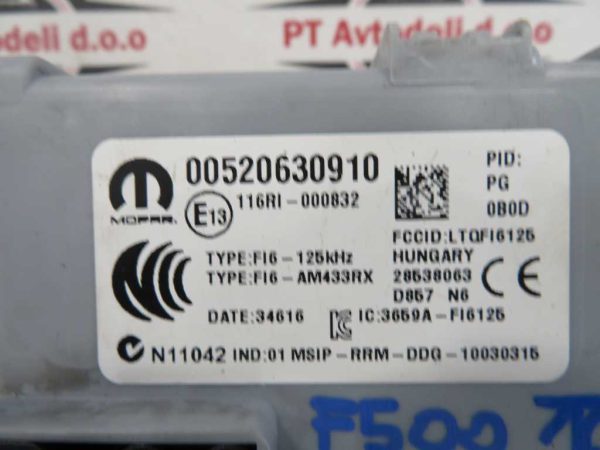 vtodeli d.o.o
PT Avtodeli d.o.o
MOPAR
00520630910
E13
116RI-000832
PID:
PG
0B0D
TYPE:FI6-125kHz
TYPE:FI6-AM433RX
FCCID:LTQFI6125
HUNGARY
28538063
D857 N6
CE
DATE:34616
IC:3659A-FI6125
N11042 IND:01 MSIP-RRM-DDG-10030315
F500